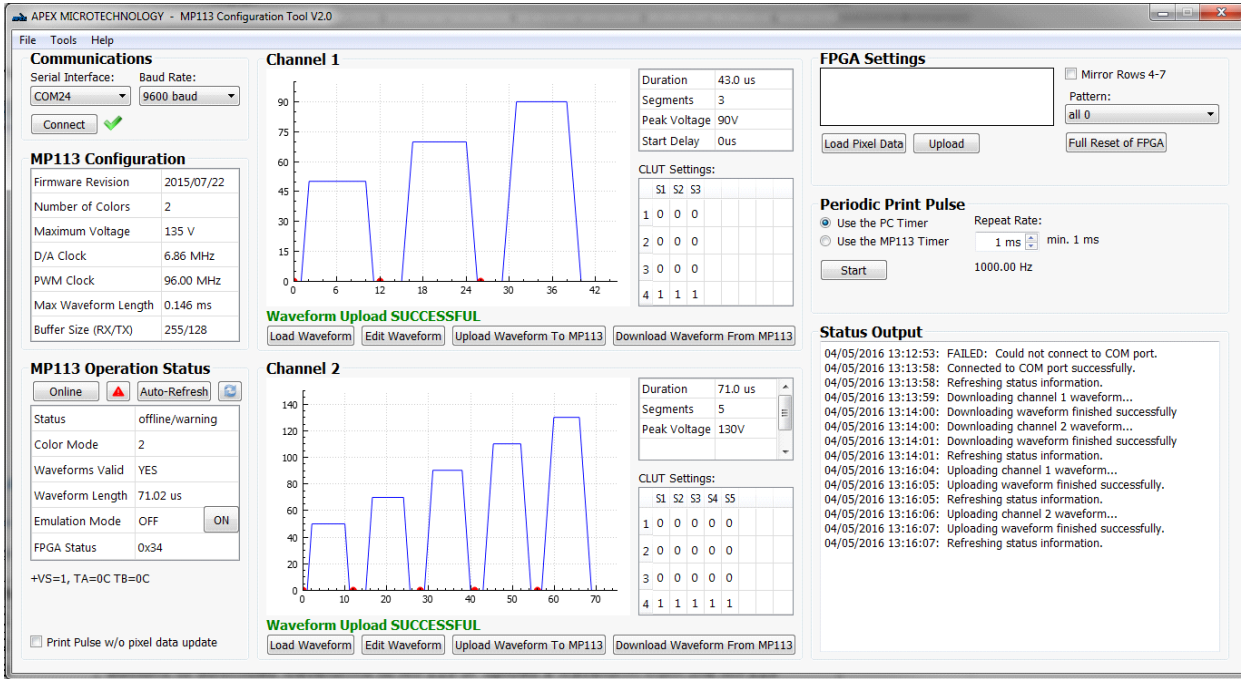 APEX MICROTECHNOLOGY - MP113 Configuration Tool V2.0
File Tools Help
Communications
Serial Interface: Baud Rate:
COM24 9600 baud
Connect
MP113 Configuration
Firmware Revision 2015/07/22
Number of Colors 2
Maximum Voltage 135 V
D/A Clock 6.86 MHz
PWM Clock 96.00 MHz
Max Waveform Length 0.146 ms
Buffer Size (RX/TX) 255/128
MP113 Operation Status
Online Auto-Refresh
Status offline/warning
Color Mode 2
Waveforms Valid YES
Waveform Length 71.02 us
Emulation Mode OFF ON
FPGA Status 0x34
+VS=1, TA=0C TB=0C
Print Pulse w/o pixel data update
Channel 1
90
75
60
45
30
15
0
0 6 12 18 24 30 36 42
Duration 43.0 us
Segments 3
Peak Voltage 90V
Start Delay 0us
CLUT Settings:
S1 S2 S3
1 0 0 0
2 0 0 0
3 0 0 0
4 1 1 1
Waveform Upload SUCCESSFUL
Load Waveform Edit Waveform Upload Waveform To MP113 Download Waveform From MP113
Channel 2
140
120
100
80
60
40
20
0
0 10 20 30 40 50 60 70
Duration 71.0 us
Segments 5
Peak Voltage 130V
CLUT Settings:
S1 S2 S3 S4 S5
1 0 0 0 0 0
2 0 0 0 0 0
3 0 0 0 0 0
4 1 1 1 1 1
Waveform Upload SUCCESSFUL
Load Waveform Edit Waveform Upload Waveform To MP113 Download Waveform From MP113
FPGA Settings
Mirror Rows 4-7
Pattern:
all 0
Load Pixel Data Upload Full Reset of FPGA
Periodic Print Pulse
Use the PC Timer Repeat Rate:
Use the MP113 Timer 1 ms min. 1 ms
Start 1000.00 Hz
Status Output
04/05/2016 13:12:53: FAILED: Could not connect to COM port.
04/05/2016 13:13:58: Connected to COM port successfully.
04/05/2016 13:13:58: Refreshing status information.
04/05/2016 13:13:59: Downloading channel 1 waveform...
04/05/2016 13:14:00: Downloading waveform finished successfully
04/05/2016 13:14:00: Downloading channel 2 waveform...
04/05/2016 13:14:01: Downloading waveform finished successfully
04/05/2016 13:14:01: Refreshing status information.
04/05/2016 13:16:04: Uploading channel 1 waveform...
04/05/2016 13:16:05: Uploading waveform finished successfully.
04/05/2016 13:16:05: Refreshing status information.
04/05/2016 13:16:06: Uploading channel 2 waveform...
04/05/2016 13:16:07: Uploading waveform finished successfully.
04/05/2016 13:16:07: Refreshing status information.